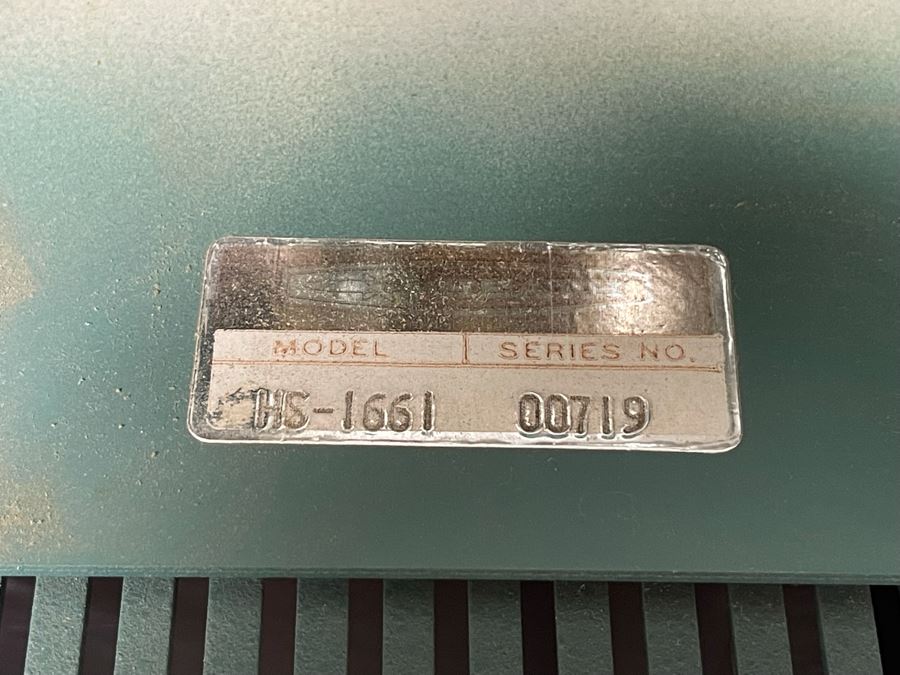 MODEL SERIES NO.
HS-1661 00719